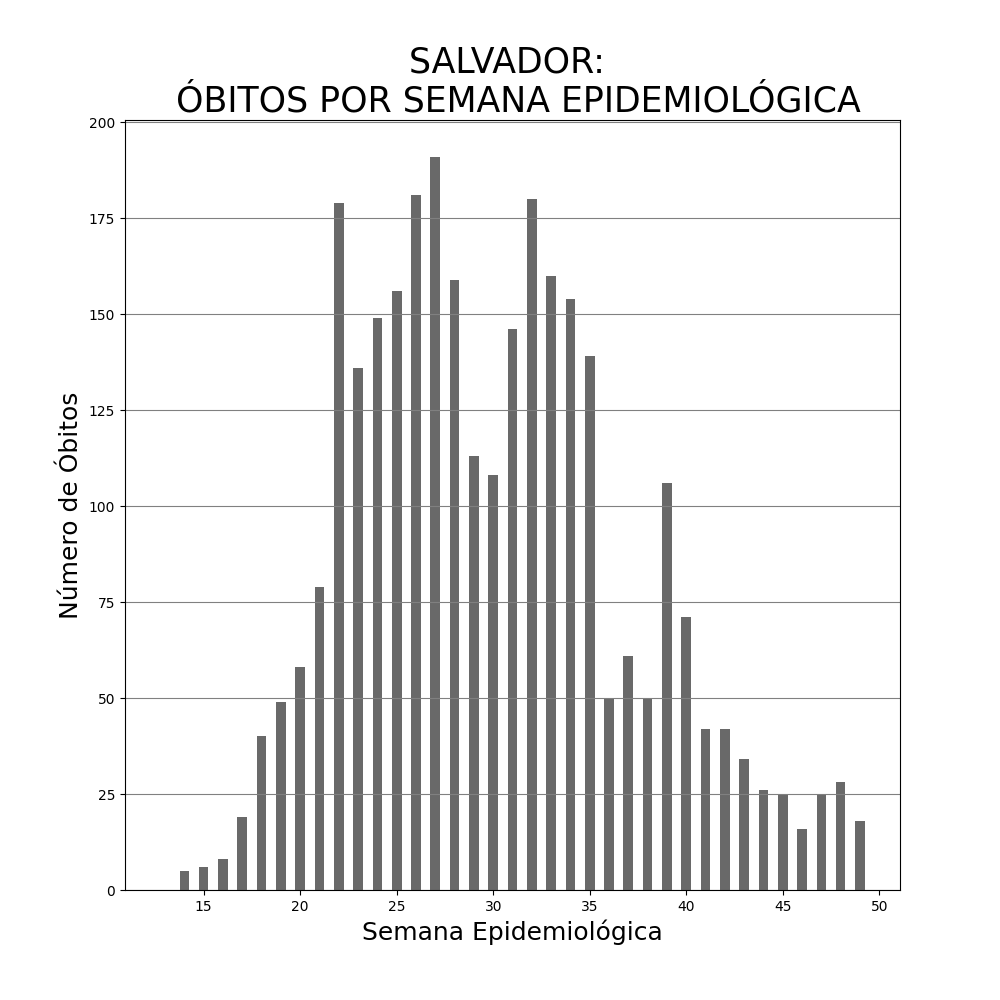 SALVADOR:
ÓBITOS POR SEMANA EPIDEMIOLÓGICA
200
175
150
125
100
75
50
25
0
Número de Óbitos
15 20 25 30 35 40 45 50
Semana Epidemiológica